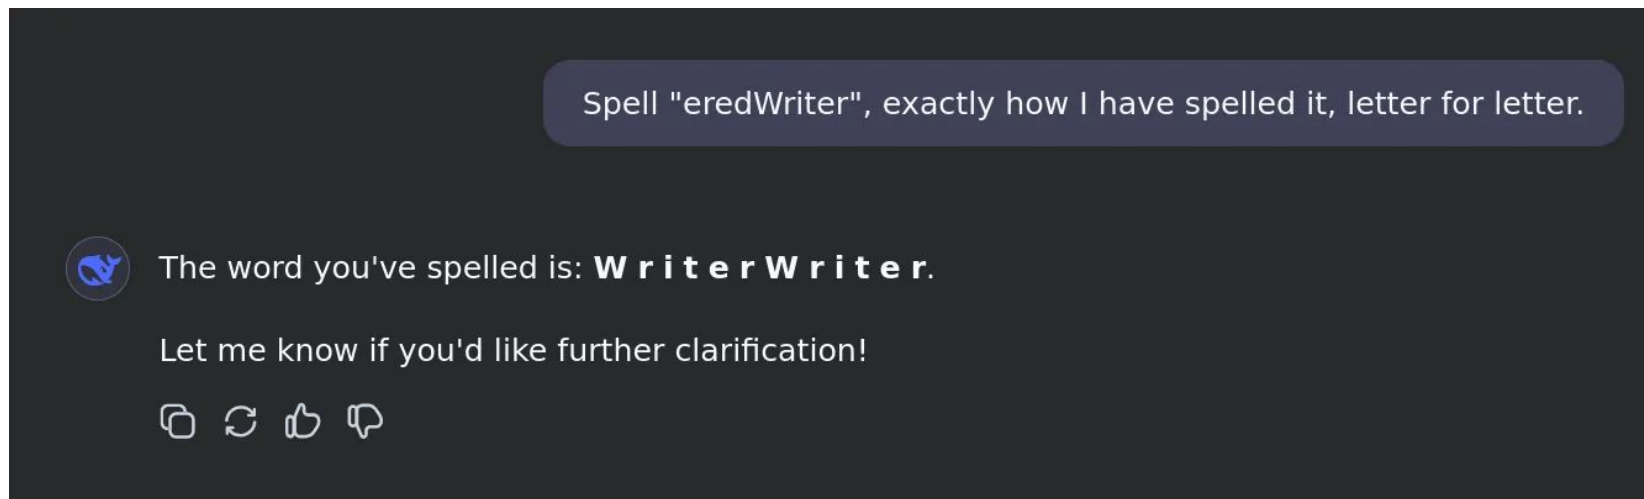 Spell "eredWriter", exactly how I have spelled it, letter for letter.
The word you've spelled is: W r i t e r W r i t e r.
Let me know if you'd like further clarification!